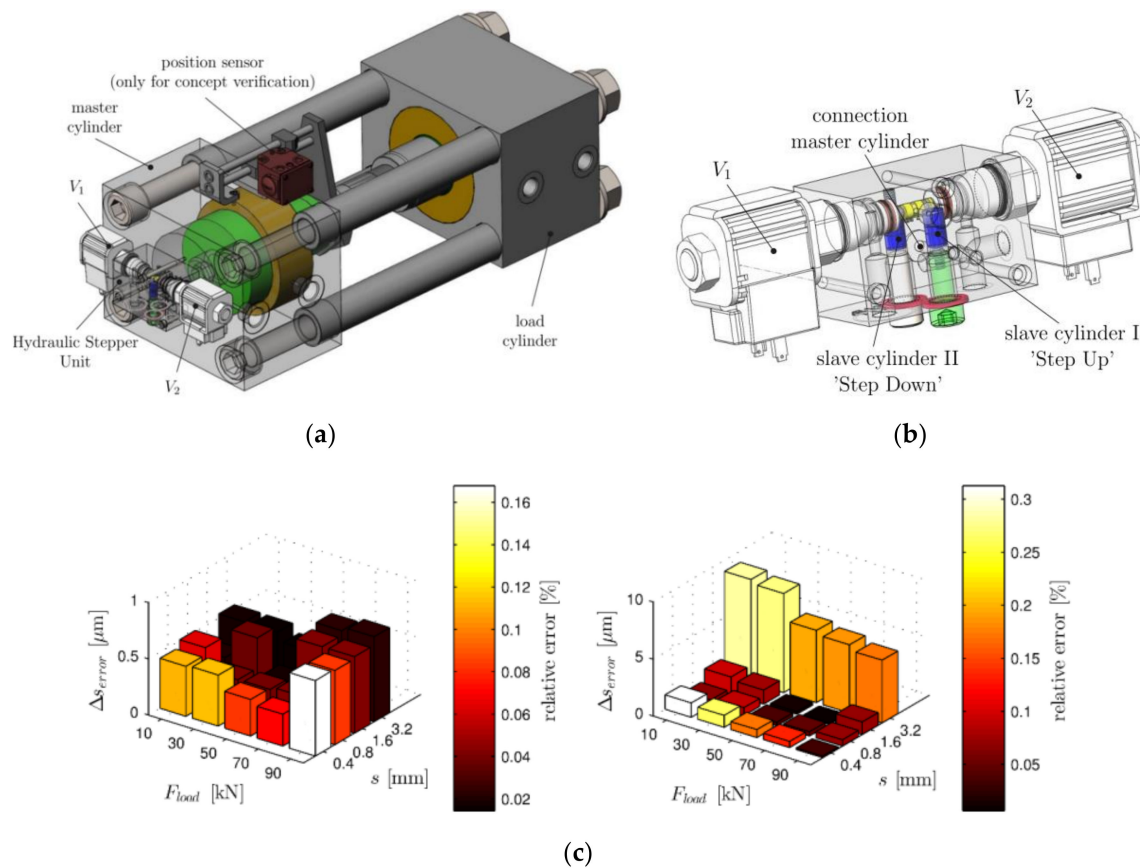 position sensor
(only for concept verification)
master
cylinder
V₁
Hydraulic Stepper
Unit
V₂
load
cylinder
(a)
V₂
connection
master cylinder
V₁
slave cylinder I
'Step Up'
slave cylinder II
'Step Down'
(b)
1
0.5
0
Δs_error [μm]
10
30
50
70
90
F_load [kN]
0.4
0.8
1.6
3.2
s [mm]
0.16
0.14
0.12
0.1
0.08
0.06
0.04
0.02
relative error [%]
10
5
0
Δs_error [μm]
10
30
50
70
90
F_load [kN]
0.4
0.8
1.6
3.2
s [mm]
0.3
0.25
0.2
0.15
0.1
0.05
relative error [%]
(c)